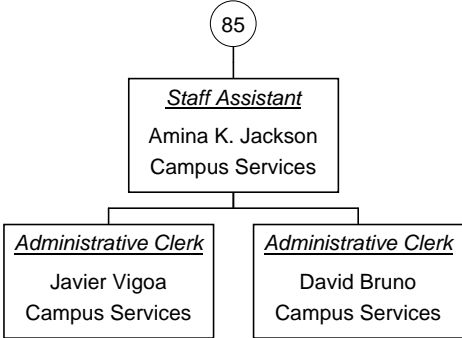 85
Staff Assistant
Amina K. Jackson
Campus Services
Administrative Clerk
Javier Vigoa
Campus Services
Administrative Clerk
David Bruno
Campus Services